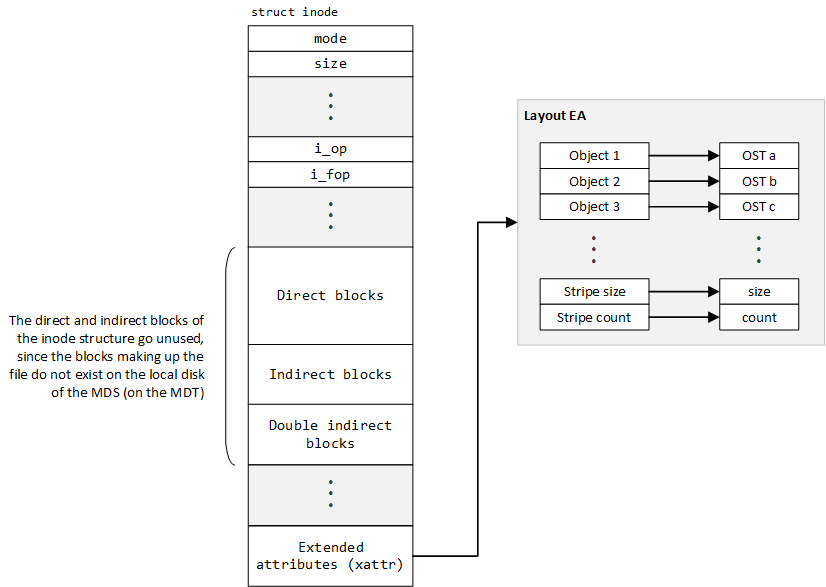 struct inode
mode
size
i_op
i_fop
Direct blocks
Indirect blocks
Double indirect
blocks
Extended
attributes (xattr)
The direct and indirect blocks of
the inode structure go unused,
since the blocks making up the
file do not exist on the local disk
of the MDS (on the MDT)
Layout EA
Object 1 OST a
Object 2 OST b
Object 3 OST c
Stripe size size
Stripe count count